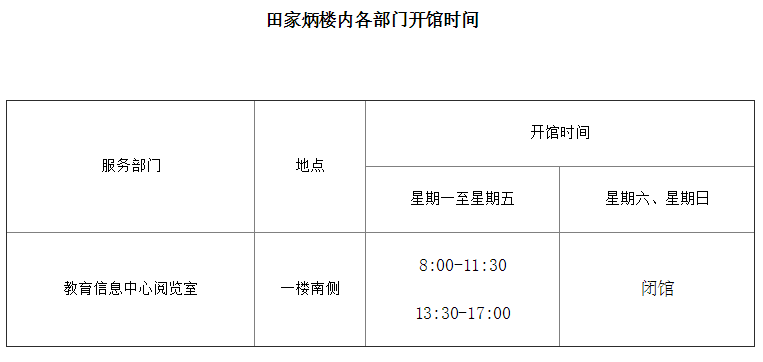 田家炳楼内各部门开馆时间
服务部门
地点
开馆时间
星期一至星期五
星期六、星期日
教育信息中心阅览室
一楼南侧
8:00-11:30
13:30-17:00
闭馆